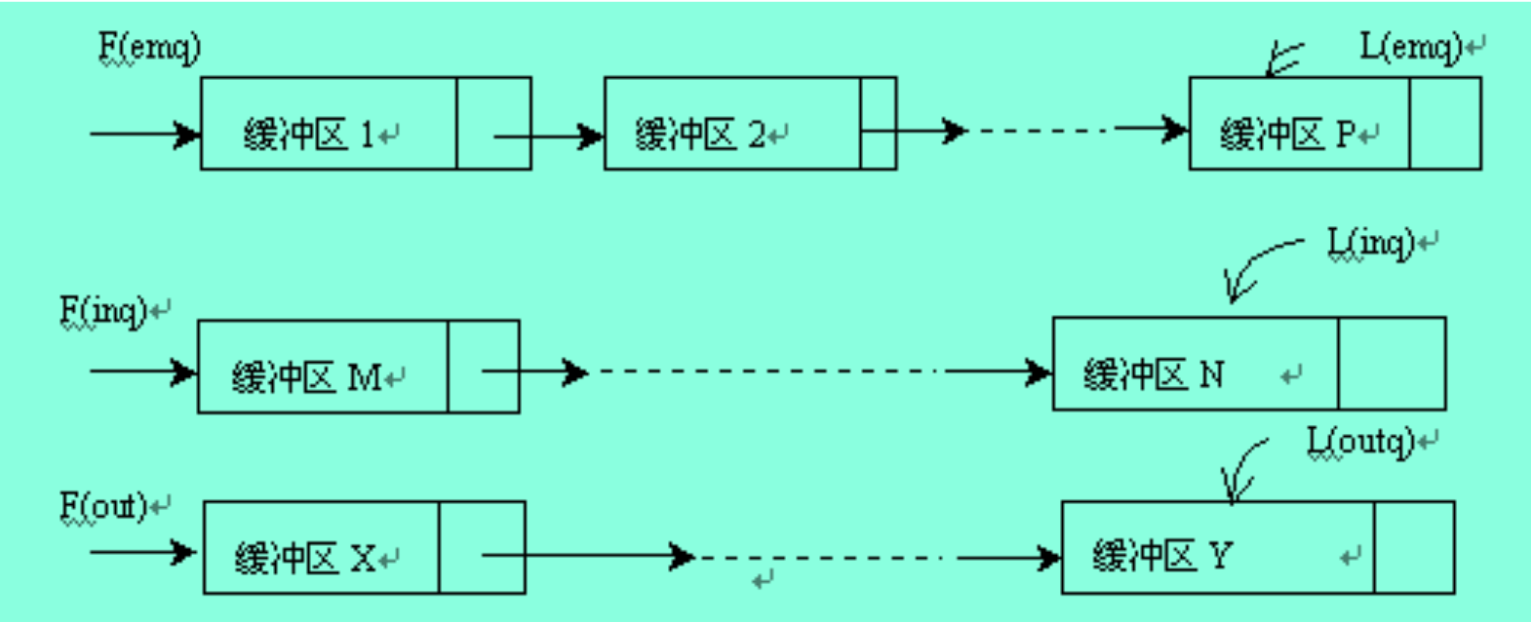 F(emq)
L(emq)↵
缓冲区 1↵
缓冲区 2↵
缓冲区 P↵
L(inq)↵
F(inq)↵
缓冲区 M↵
缓冲区 N ↵
L(outq)↵
F(out)↵
缓冲区 X↵
缓冲区 Y ↵
↵